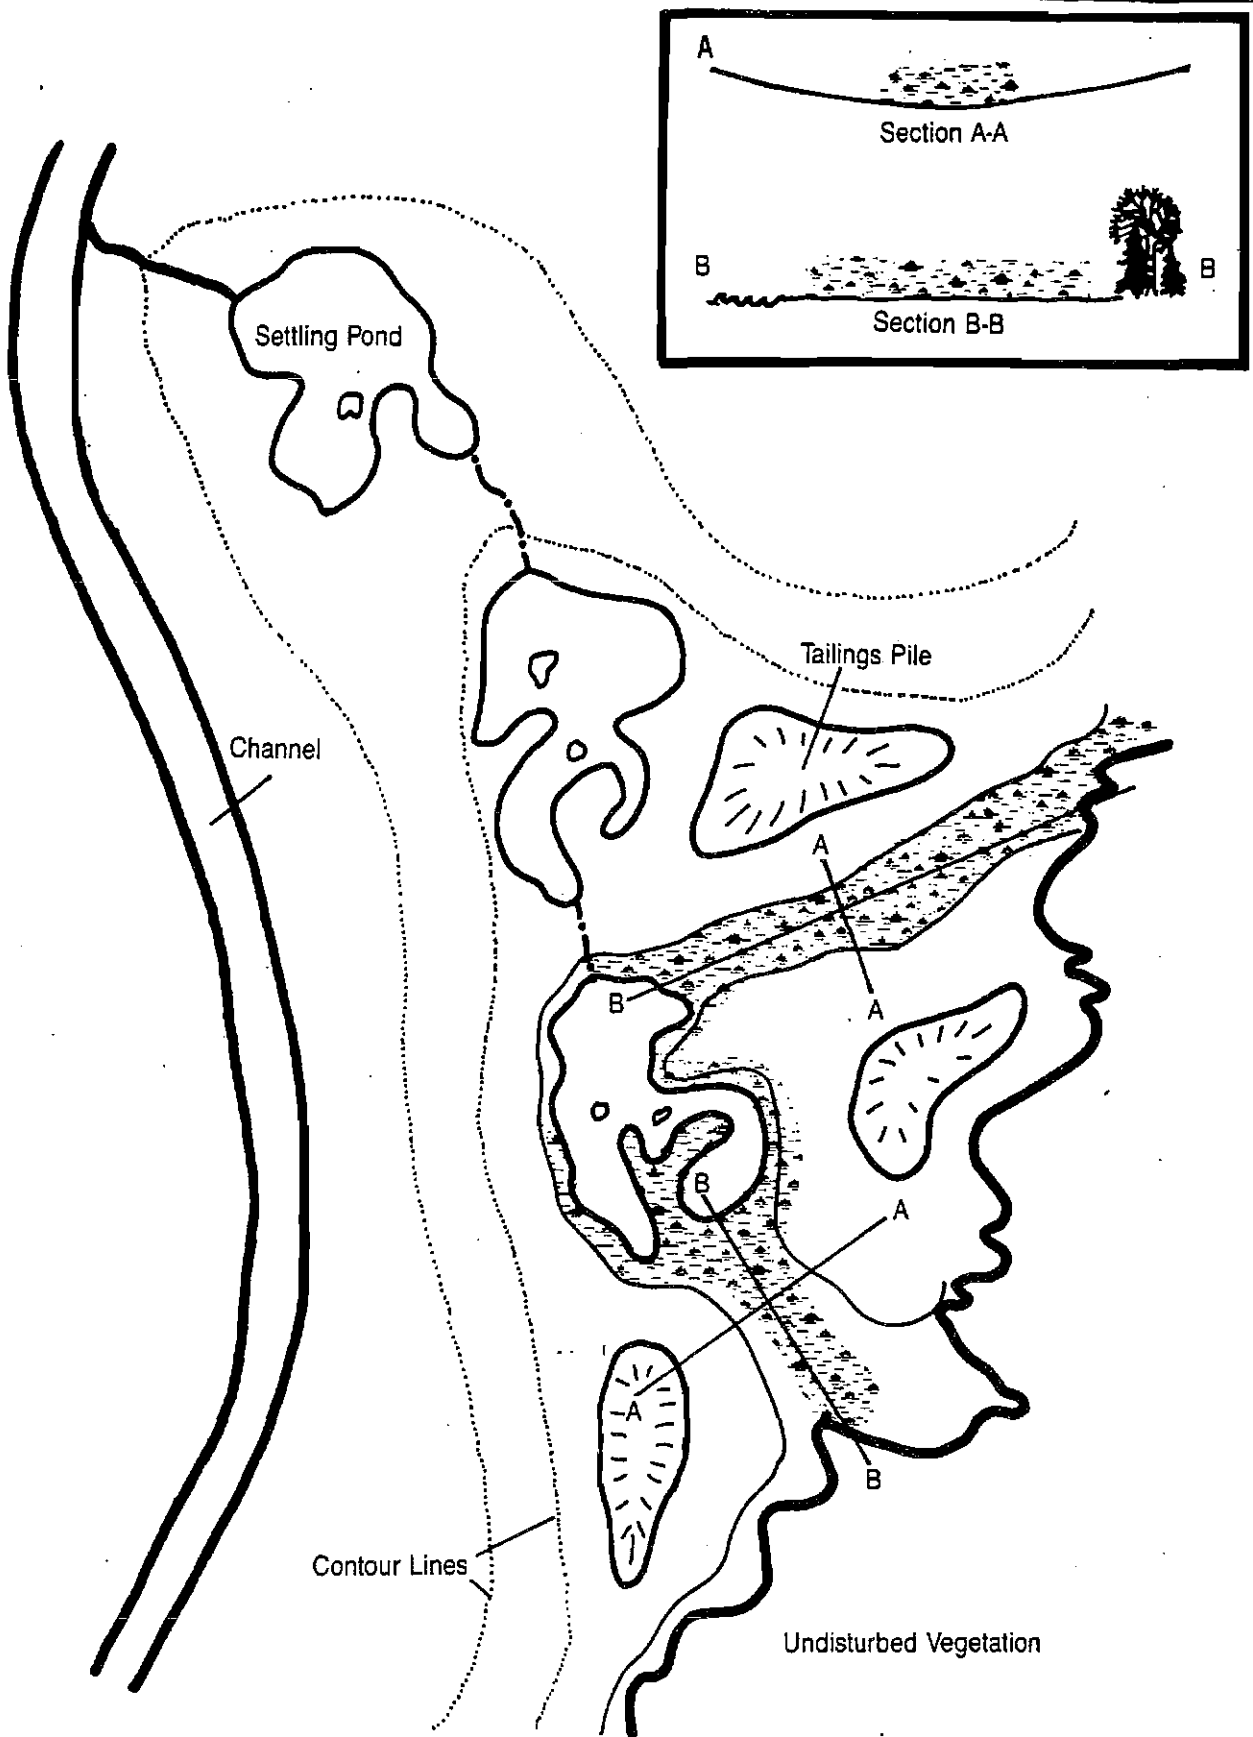 A
Section A-A
B
B
Section B-B
Settling Pond
Tailings Pile
Channel
A
B
A
B
A
A
B
Contour Lines
Undisturbed Vegetation